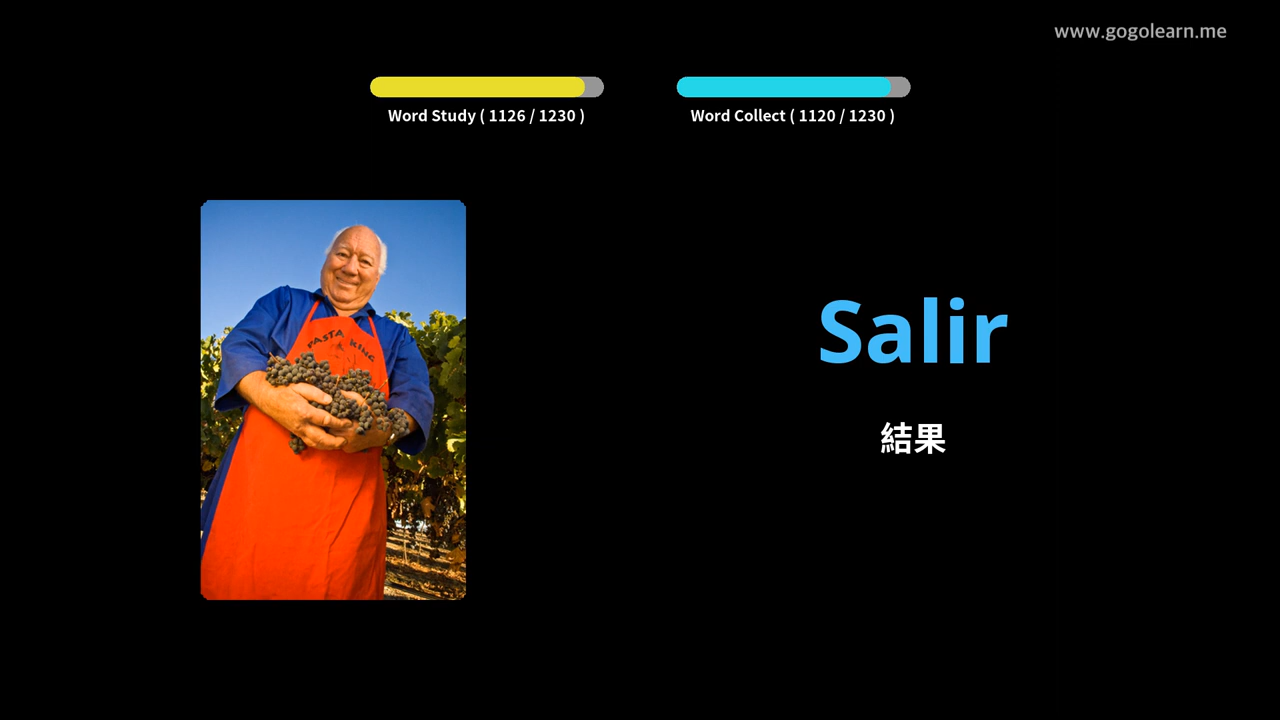 www.gogolearn.me
Word Study ( 1126 / 1230 )
Word Collect ( 1120 / 1230 )
PASTA KING
Salir
結果